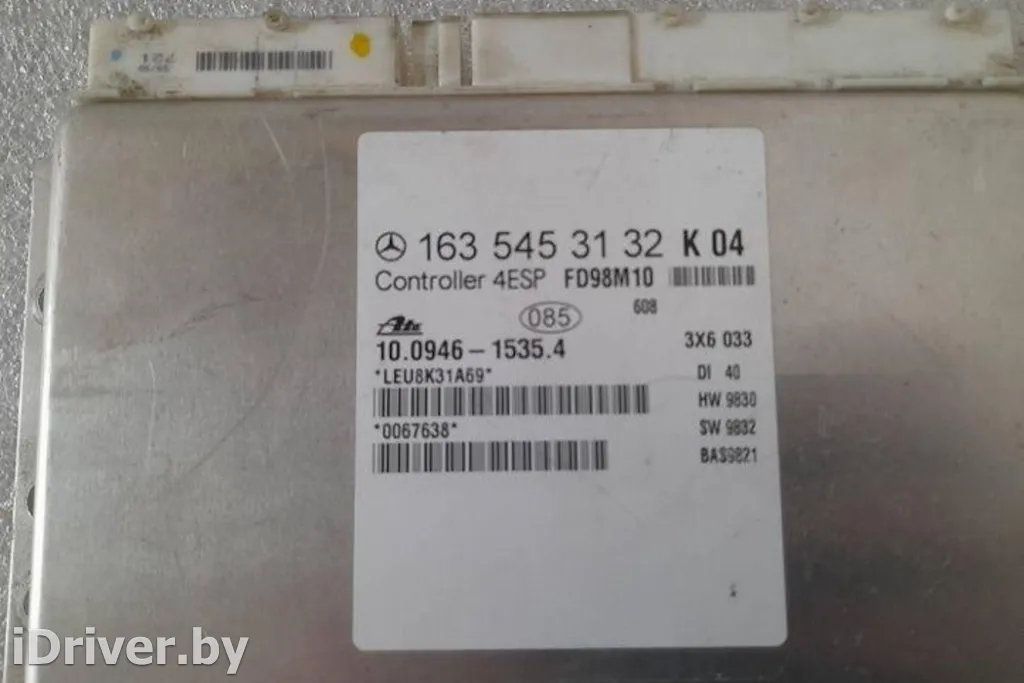 163 545 31 32 K 04
Controller 4ESP FD98M10
608
085
Ate
10.0946-1535.4
3X6 033
*LEU8K31A69*
DI 40
HW 9830
*0067638*
SW 9832
BAS9821
iDriver.by